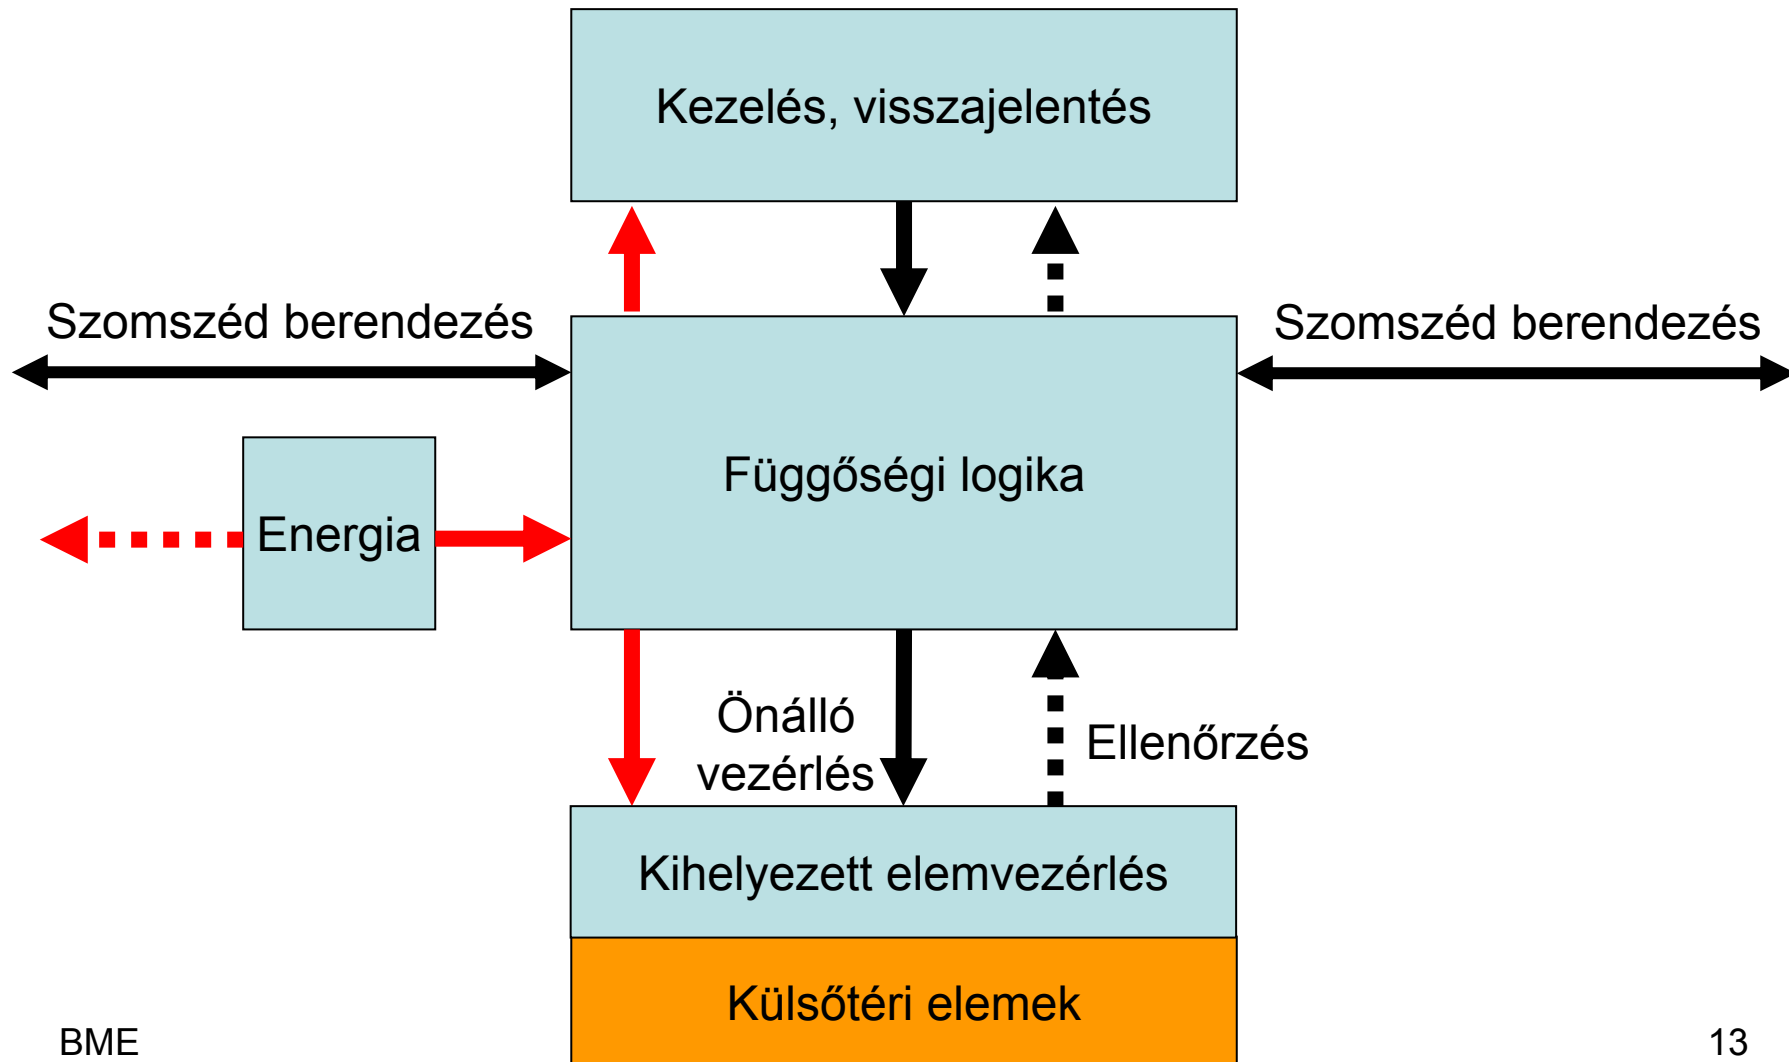 Kezelés, visszajelentés
Szomszéd berendezés
Szomszéd berendezés
Függőségi logika
Energia
Önálló
vezérlés
Ellenőrzés
Kihelyezett elemvezérlés
Külsőtéri elemek
BME
13